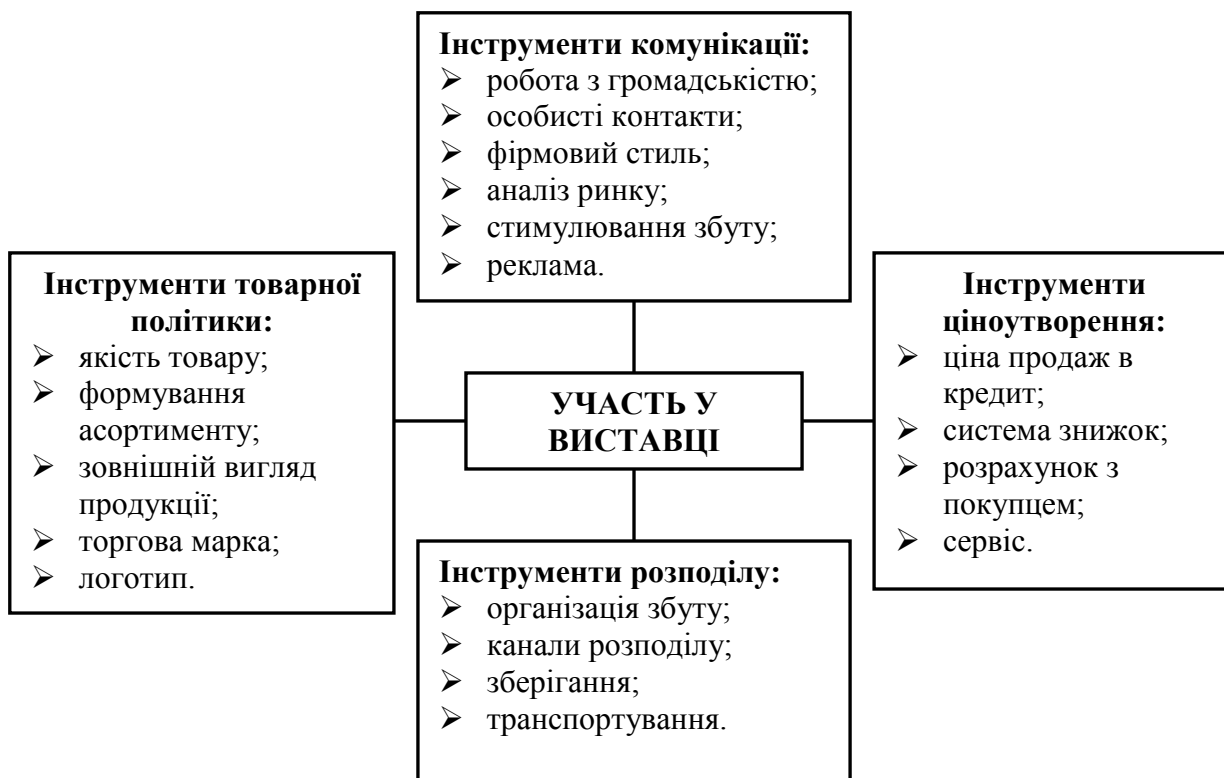 Інструменти комунікації:
➢ робота з громадськістю;
➢ особисті контакти;
➢ фірмовий стиль;
➢ аналіз ринку;
➢ стимулювання збуту;
➢ реклама.
Інструменти товарної
політики:
➢ якість товару;
➢ формування
асортименту;
➢ зовнішній вигляд
продукції;
➢ торгова марка;
➢ логотип.
УЧАСТЬ У
ВИСТАВЦІ
Інструменти
ціноутворення:
➢ ціна продаж в
кредит;
➢ система знижок;
➢ розрахунок з
покупцем;
➢ сервіс.
Інструменти розподілу:
➢ організація збуту;
➢ канали розподілу;
➢ зберігання;
➢ транспортування.